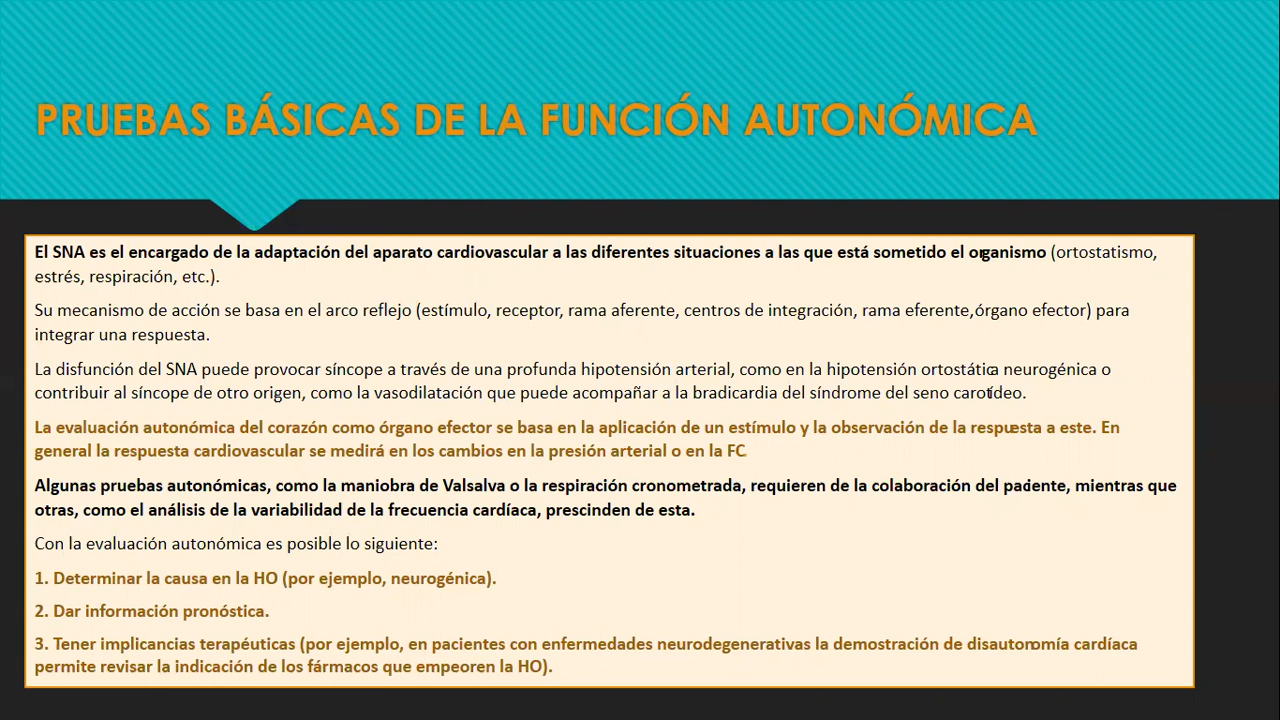 PRUEBAS BÁSICAS DE LA FUNCIÓN AUTONÓMICA
El SNA es el encargado de la adaptación del aparato cardiovascular a las diferentes situaciones a las que está sometido el organismo (ortostatismo,
estrés, respiración, etc.).
Su mecanismo de acción se basa en el arco reflejo (estímulo, receptor, rama aferente, centros de integración, rama eferente,órgano efector) para
integrar una respuesta.
La disfunción del SNA puede provocar síncope a través de una profunda hipotensión arterial, como en la hipotensión ortostática neurogénica o
contribuir al síncope de otro origen, como la vasodilatación que puede acompañar a la bradicardia del síndrome del seno carotídeo.
La evaluación autonómica del corazón como órgano efector se basa en la aplicación de un estímulo y la observación de la respuesta a este. En
general la respuesta cardiovascular se medirá en los cambios en la presión arterial o en la FC.
Algunas pruebas autonómicas, como la maniobra de Valsalva o la respiración cronometrada, requieren de la colaboración del paciente, mientras que
otras, como el análisis de la variabilidad de la frecuencia cardíaca, prescinden de esta.
Con la evaluación autonómica es posible lo siguiente:
1. Determinar la causa en la HO (por ejemplo, neurogénica).
2. Dar información pronóstica.
3. Tener implicancias terapéuticas (por ejemplo, en pacientes con enfermedades neurodegenerativas la demostración de disautonomía cardíaca
permite revisar la indicación de los fármacos que empeoren la HO).